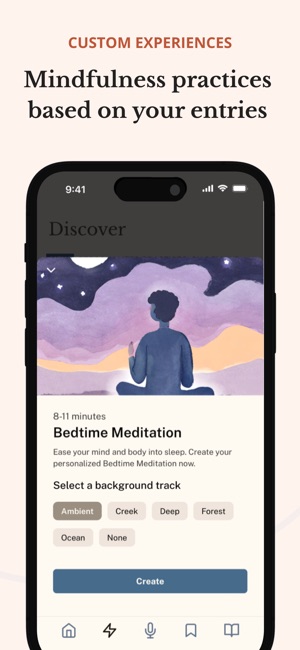 CUSTOM EXPERIENCES
Mindfulness practices
based on your entries
9:41
Discover
8-11 minutes
Bedtime Meditation
Ease your mind and body into sleep. Create your
personalized Bedtime Meditation now.
Select a background track
Ambient Creek Deep Forest
Ocean None
Create